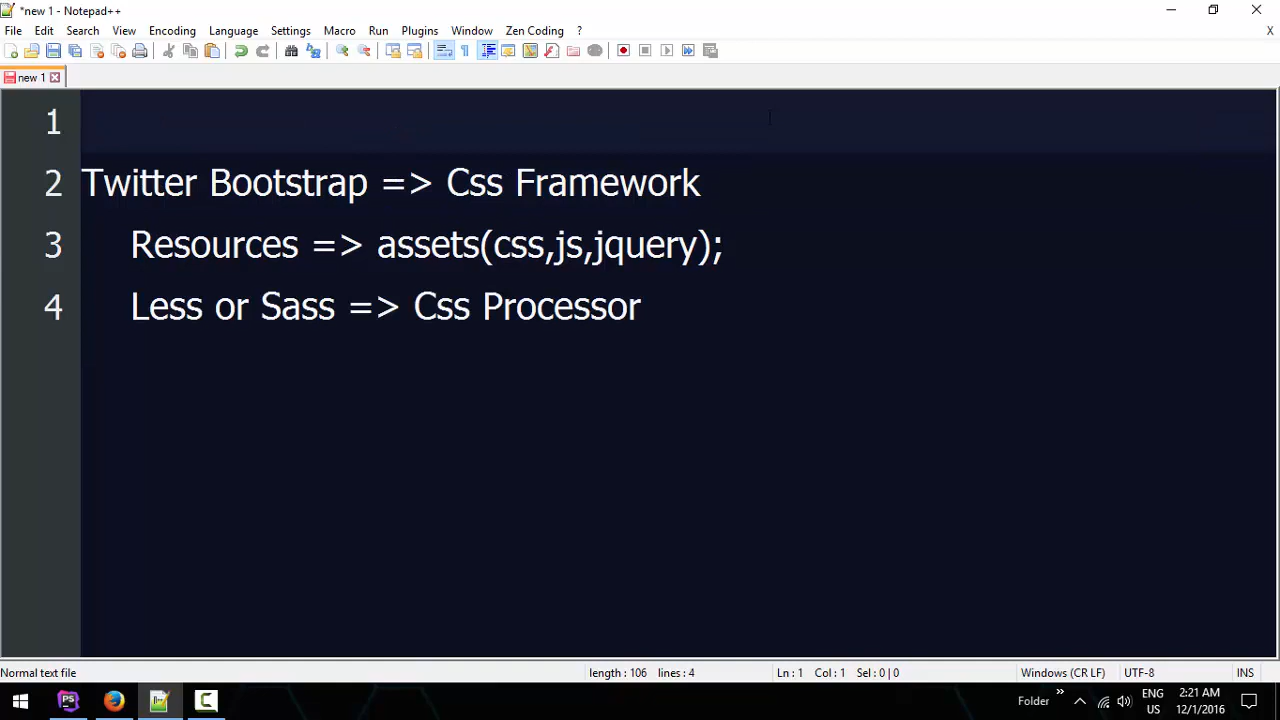 *new 1 - Notepad++
File Edit Search View Encoding Language Settings Macro Run Plugins Window Zen Coding ? X
new 1
1
2 Twitter Bootstrap => Css Framework
3 Resources => assets(css,js,jquery);
4 Less or Sass => Css Processor
Normal text file length : 106 lines : 4 Ln : 1 Col : 1 Sel : 0 | 0 Windows (CR LF) UTF-8 INS
PS Folder ENG 2:21 AM
US 12/1/2016